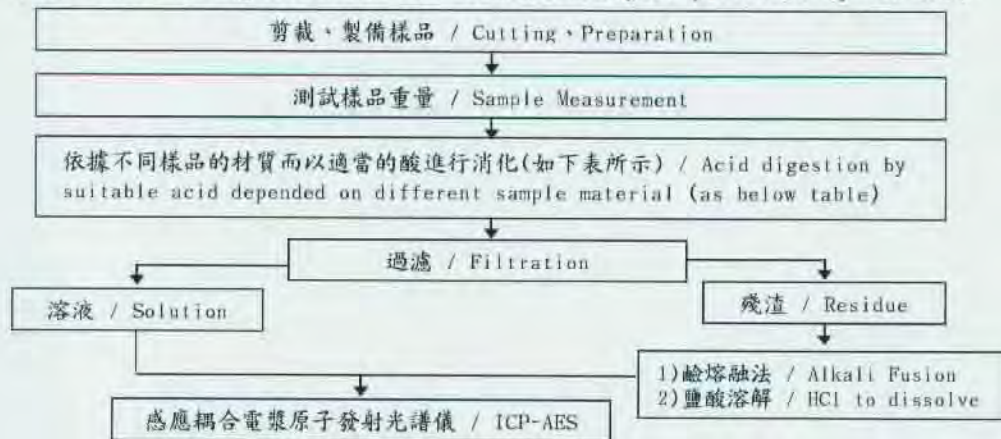 剪裁、製備樣品 / Cutting、Preparation
測試樣品重量 / Sample Measurement
依據不同樣品的材質而以適當的酸進行消化(如下表所示) / Acid digestion by
suitable acid depended on different sample material (as below table)
過濾 / Filtration
溶液 / Solution
殘渣 / Residue
1)鹼熔融法 / Alkali Fusion
2)鹽酸溶解 / HCl to dissolve
感應耦合電漿原子發射光譜儀 / ICP-AES